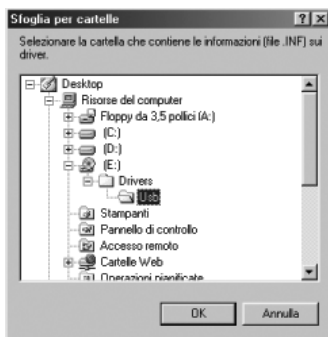 Sfoglia per cartelle
Selezionare la cartella che contiene le informazioni (file .INF) sui
driver.
Desktop
Risorse del computer
Floppy da 3,5 pollici (A:)
(C:)
(D:)
(E:)
Drivers
Usb
Stampanti
Pannello di controllo
Accesso remoto
Cartelle Web
Operazioni pianificate
OK Annulla